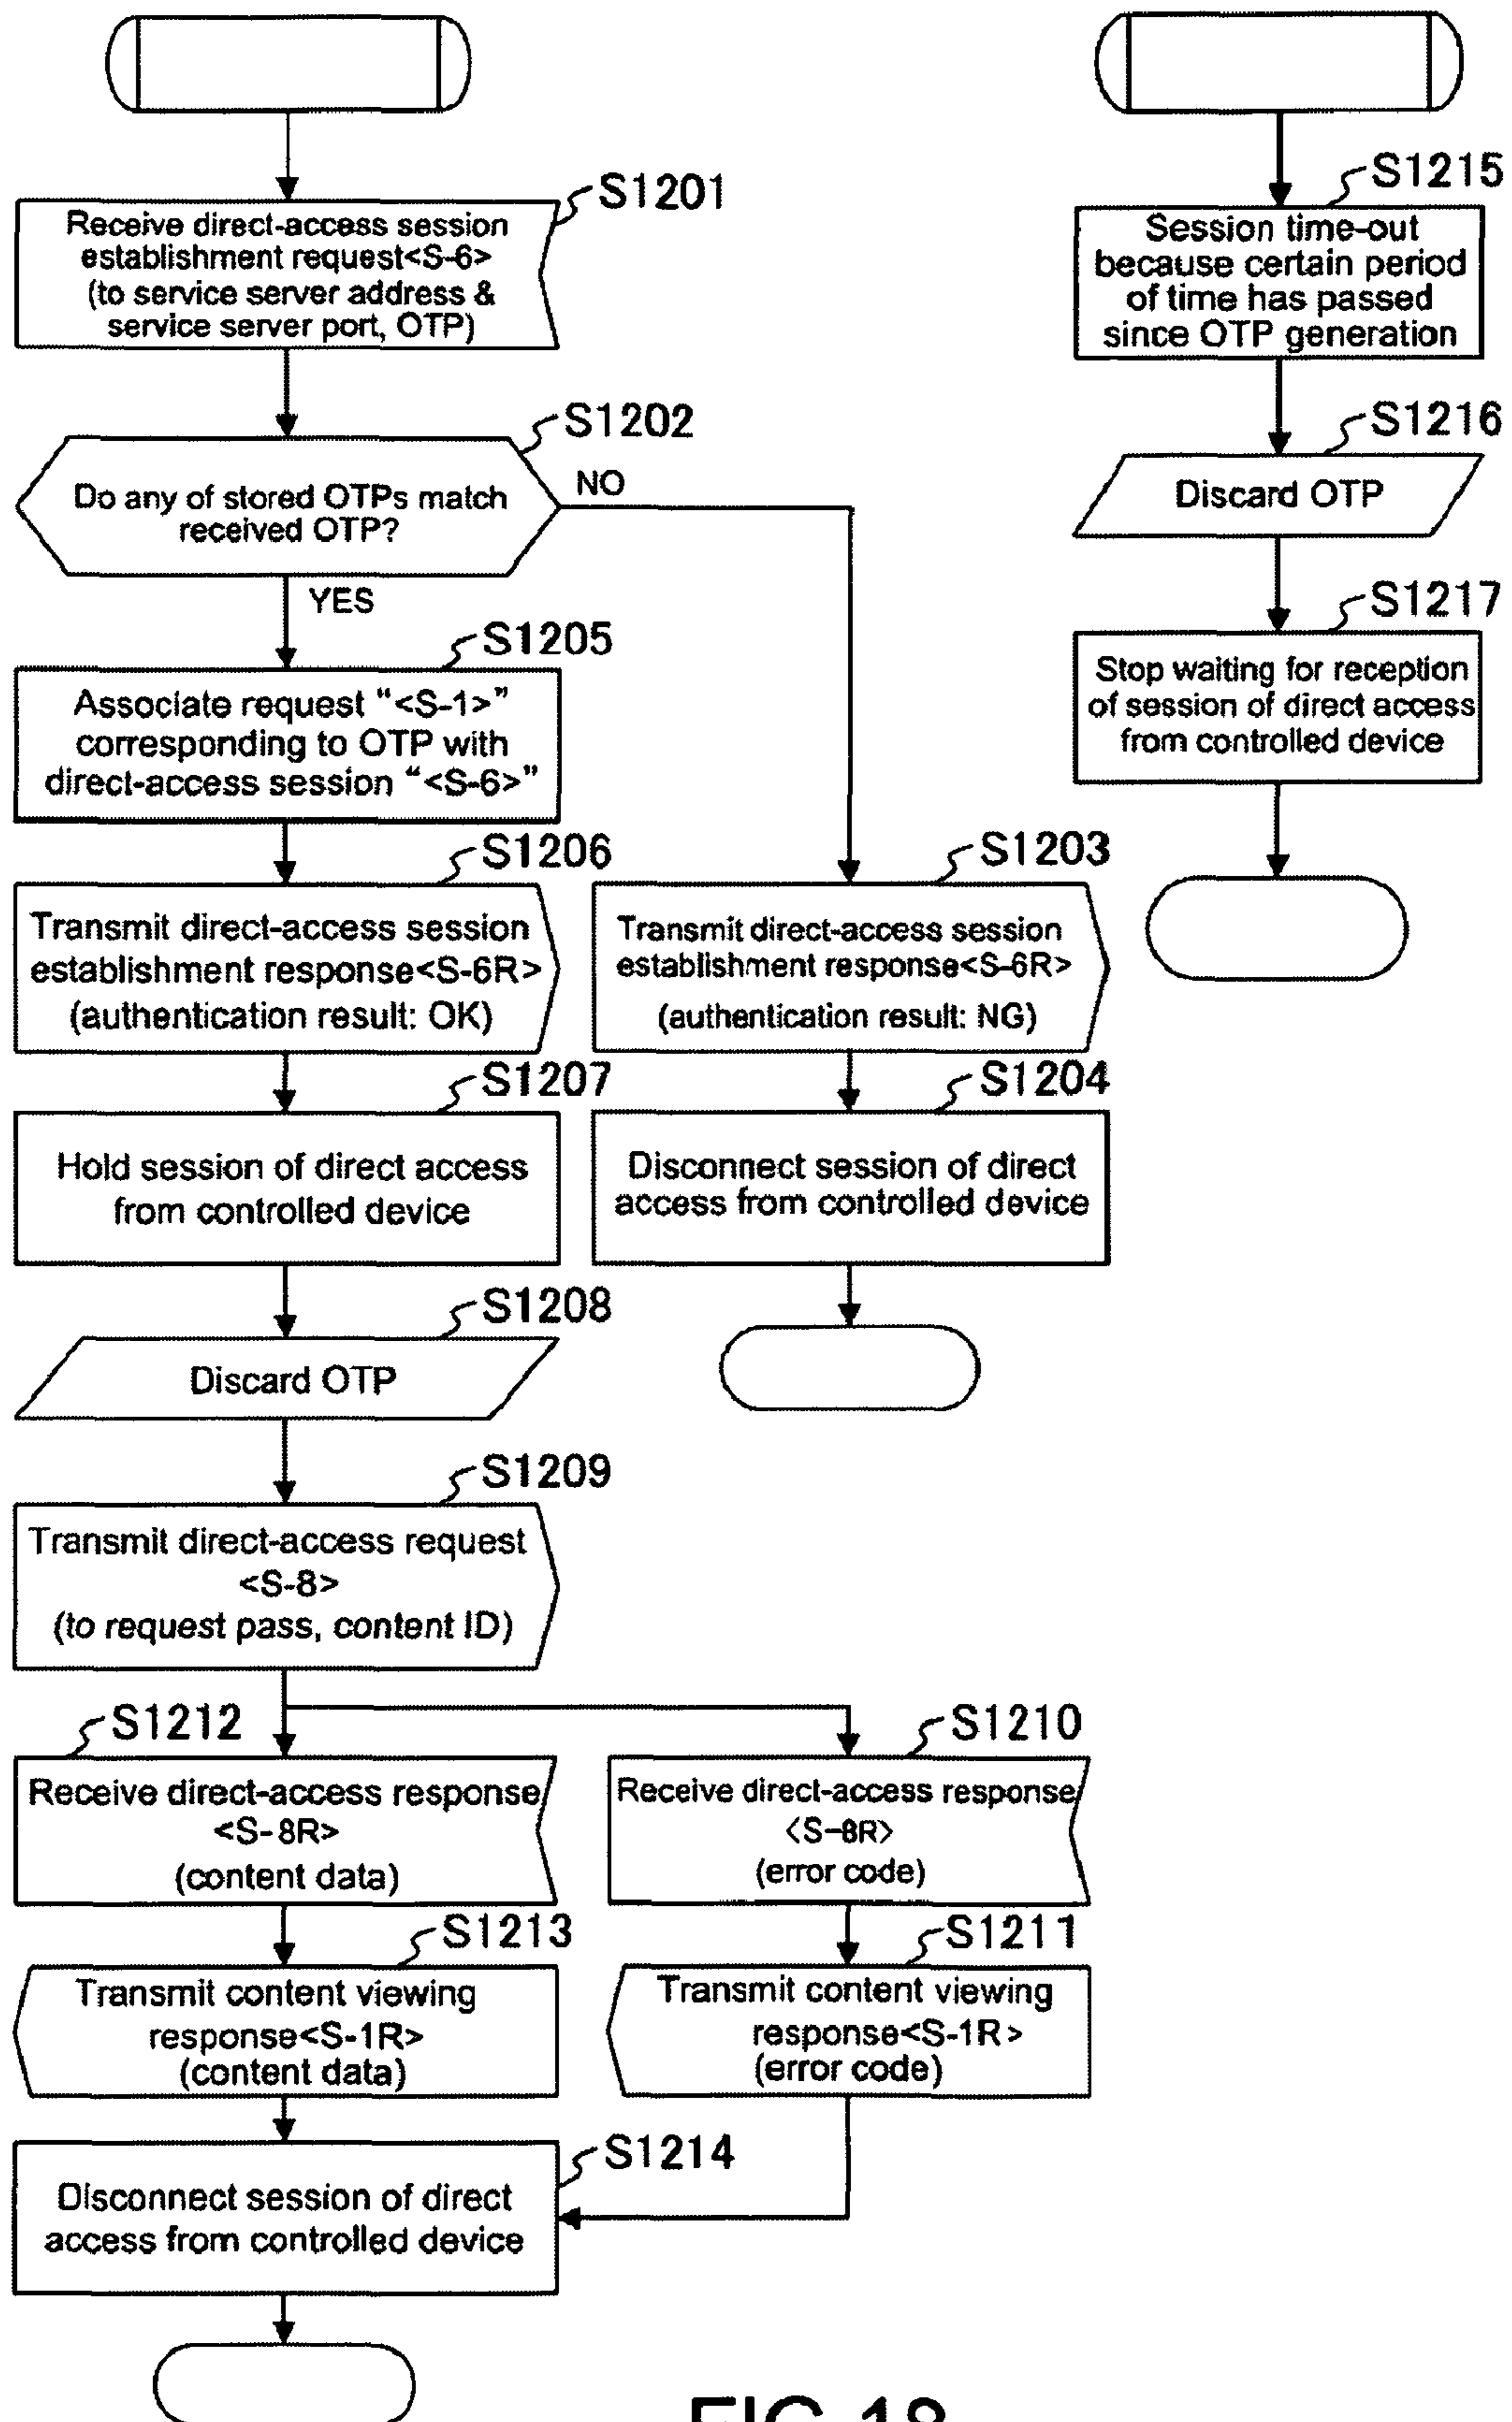 S1201
Receive direct-access session
establishment request<S-6>
(to service server address &
service server port, OTP)
S1202
Do any of stored OTPs match
received OTP?
NO
YES
S1205
Associate request "<S-1>"
corresponding to OTP with
direct-access session "<S-6>"
S1206
Transmit direct-access session
establishment response<S-6R>
(authentication result: OK)
S1207
Hold session of direct access
from controlled device
S1208
Discard OTP
S1209
Transmit direct-access request
<S-8>
(to request pass, content ID)
S1212
Receive direct-access response
<S-8R>
(content data)
S1213
Transmit content viewing
response<S-1R>
(content data)
S1214
Disconnect session of direct
access from controlled device
S1203
Transmit direct-access session
establishment response<S-6R>
(authentication result: NG)
S1204
Disconnect session of direct
access from controlled device
S1210
Receive direct-access response
<S-8R>
(error code)
S1211
Transmit content viewing
response<S-1R>
(error code)
S1215
Session time-out
because certain period
of time has passed
since OTP generation
S1216
Discard OTP
S1217
Stop waiting for reception
of session of direct access
from controlled device
FIG.18